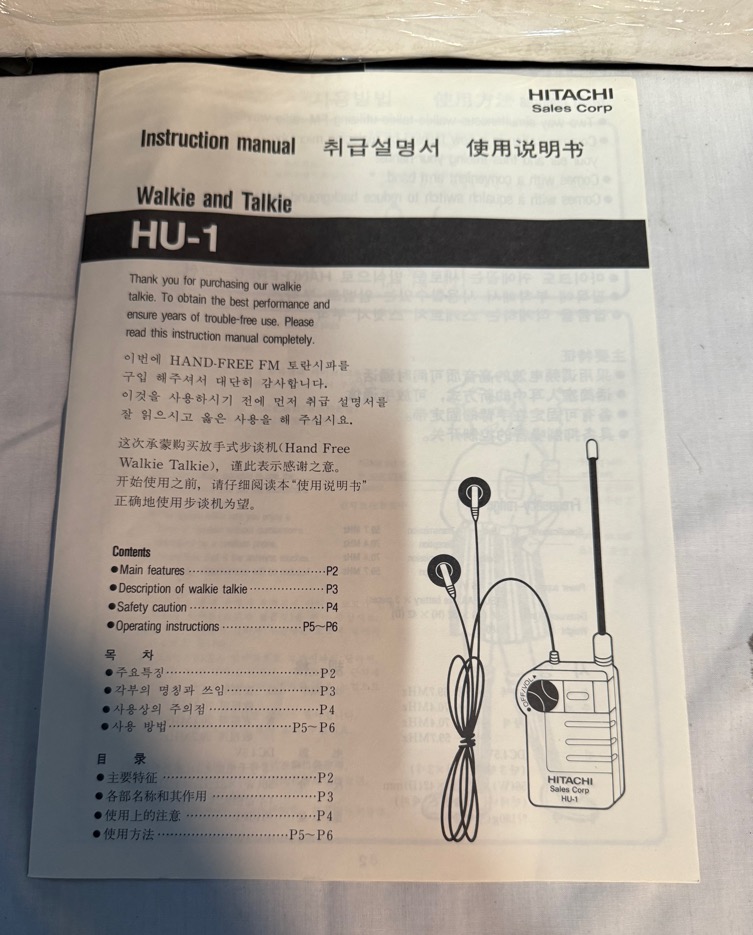 HITACHI
Sales Corp
Instruction manual 취급설명서 使用说明书
Walkie and Talkie
HU-1
Thank you for purchasing our walkie
talkie. To obtain the best performance and
ensure years of trouble-free use. Please
read this instruction manual completely.
이번에 HAND-FREE FM 토란시파를
구입 해주셔서 대단히 감사합니다.
이것을 사용하시기 전에 먼저 취급 설명서를
잘 읽으시고 옳은 사용을 해 주십시요.
这次承蒙购买放手式步谈机(Hand Free
Walkie Talkie)，谨此表示感谢之意。
开始使用之前，请仔细阅读本“使用说明书”
正确地使用步谈机为望。
Contents
●Main features ·································P2
●Description of walkie talkie ··················P3
●Safety caution ································P4
●Operating instructions ····················P5~P6
목 차
●주요특징·····································P2
●각부의 명칭과 쓰임·······················P3
●사용상의 주의점 ··························P4
●사용 방법······························P5~P6
目 录
●主要特征 ····································P2
●各部名称和其作用 ························P3
●使用上的注意 ······························P4
●使用方法·······························P5~P6
OFF/VOL
HITACHI
Sales Corp
HU-1